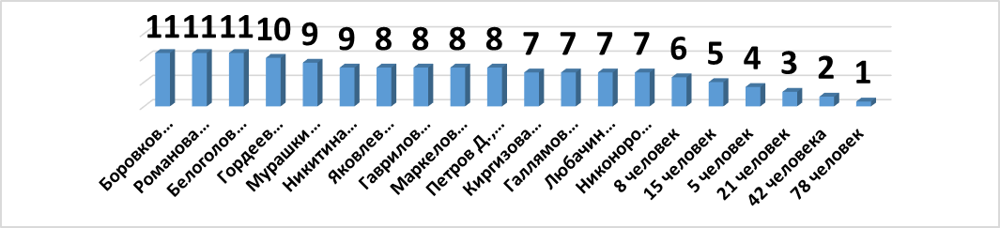 11 11 11 10 9 9 8 8 8 8 7 7 7 7 6 5 4 3 2 1
Боровков…
Романова…
Белоголов…
Гордеев…
Мурашки…
Никитина…
Яковлев…
Гаврилов…
Маркелов…
Петров Д.,…
Киргизова…
Галлямов…
Любачин…
Никоноро…
8 человек
15 человек
5 человек
21 человек
42 человека
78 человек